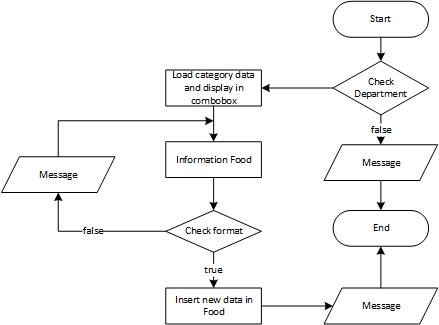 Start
Check
Department
Load category data
and display in
combobox
false
Message
Information Food
Message
Check format
false
End
true
Insert new data in
Food
Message